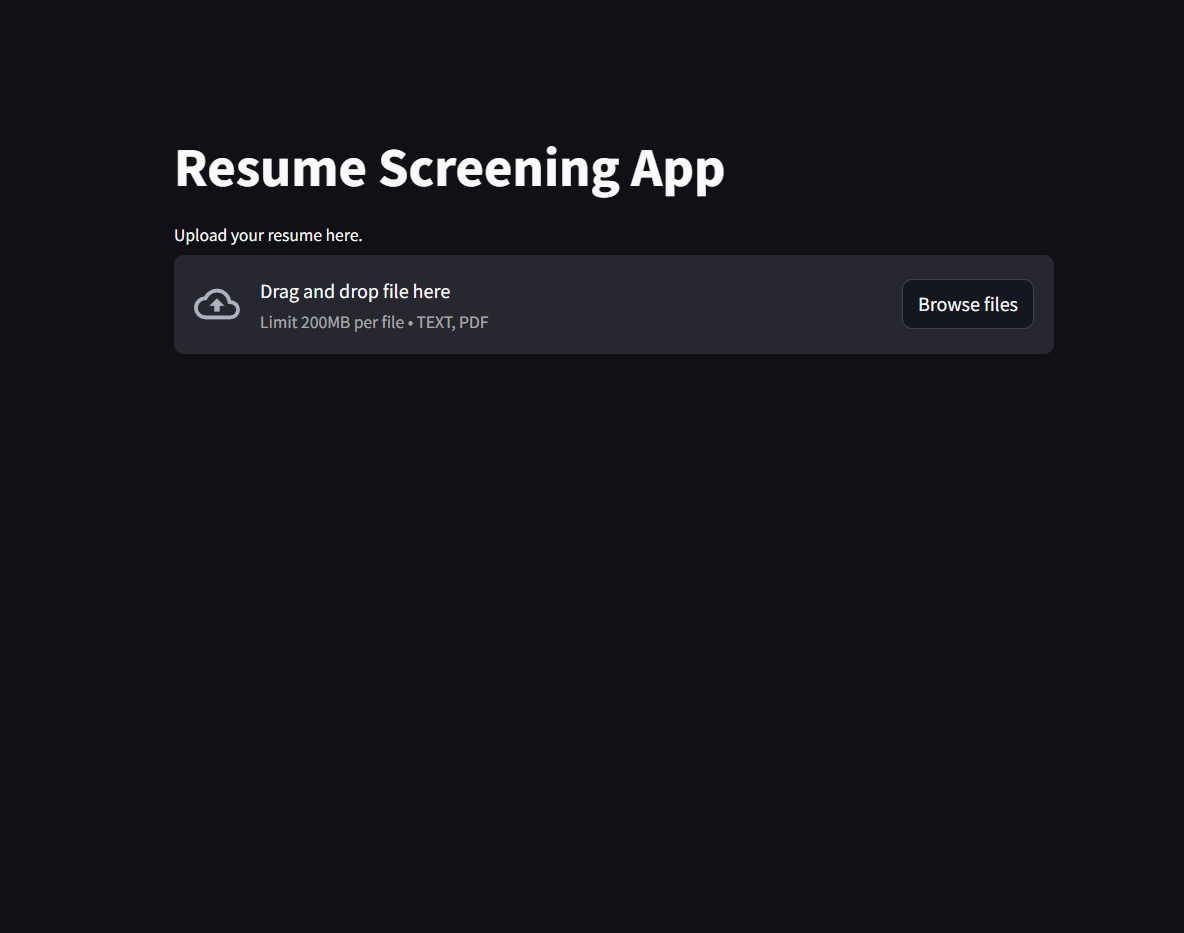 Resume Screening App
Upload your resume here.
Drag and drop file here
Limit 200MB per file • TEXT, PDF
Browse files